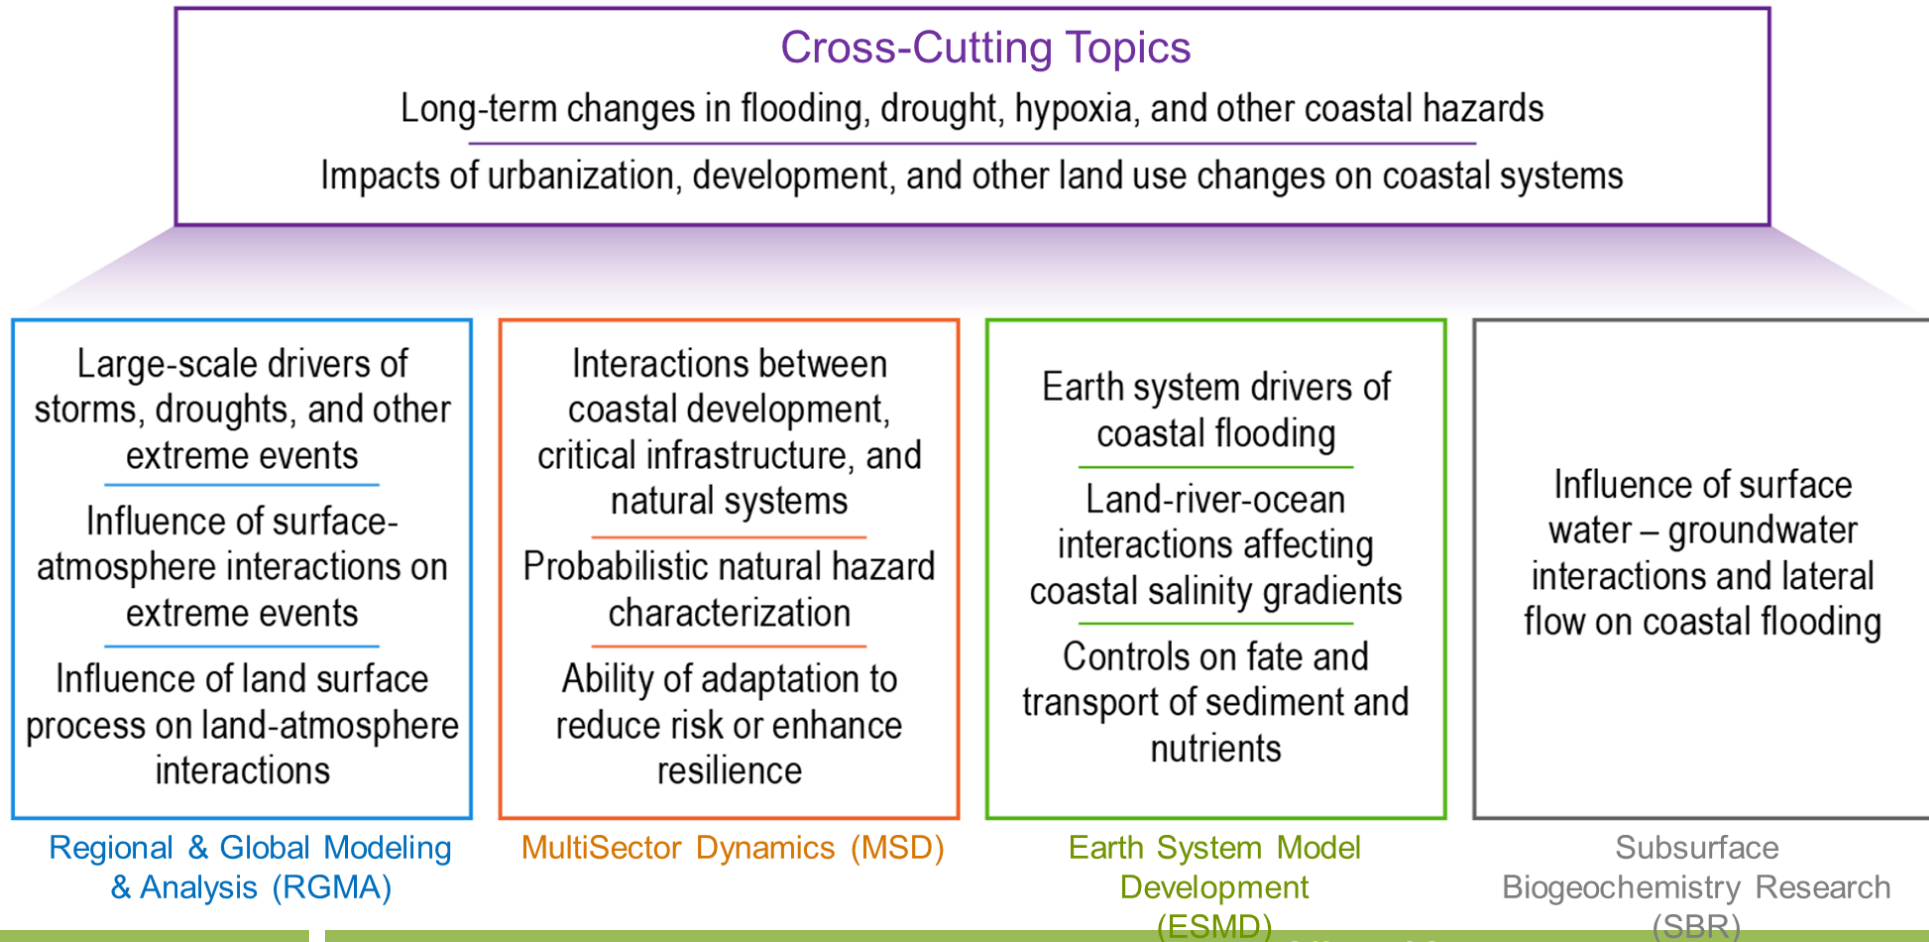 Cross-Cutting Topics
Long-term changes in flooding, drought, hypoxia, and other coastal hazards
Impacts of urbanization, development, and other land use changes on coastal systems
Large-scale drivers of
storms, droughts, and other
extreme events
Influence of surface-
atmosphere interactions on
extreme events
Influence of land surface
process on land-atmosphere
interactions
Regional & Global Modeling
& Analysis (RGMA)
Interactions between
coastal development,
critical infrastructure, and
natural systems
Probabilistic natural hazard
characterization
Ability of adaptation to
reduce risk or enhance
resilience
MultiSector Dynamics (MSD)
Earth system drivers of
coastal flooding
Land-river-ocean
interactions affecting
coastal salinity gradients
Controls on fate and
transport of sediment and
nutrients
Earth System Model
Development
(ESMD)
Influence of surface
water – groundwater
interactions and lateral
flow on coastal flooding
Subsurface
Biogeochemistry Research
(SBR)